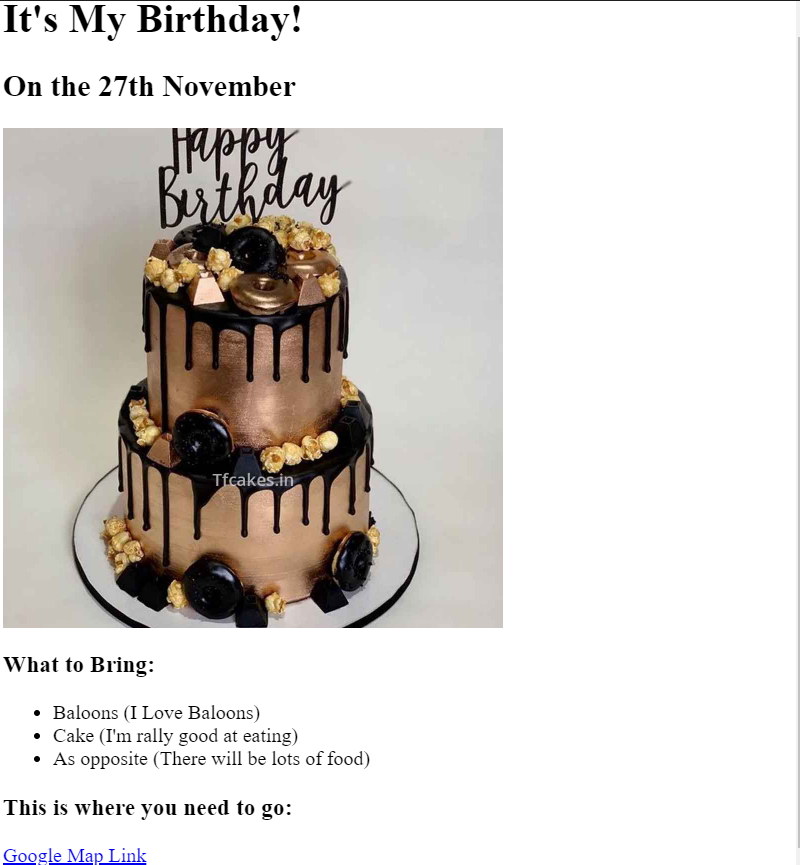 It's My Birthday!
On the 27th November
Happy
Birthday
Tfcakes.in
What to Bring:
Baloons (I Love Baloons)
Cake (I'm rally good at eating)
As opposite (There will be lots of food)
This is where you need to go:
Google Map Link